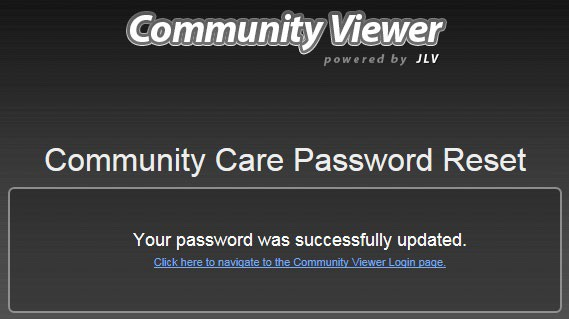 Community Viewer
powered by JLV
Community Care Password Reset
Your password was successfully updated.
Click here to navigate to the Community Viewer Login page.